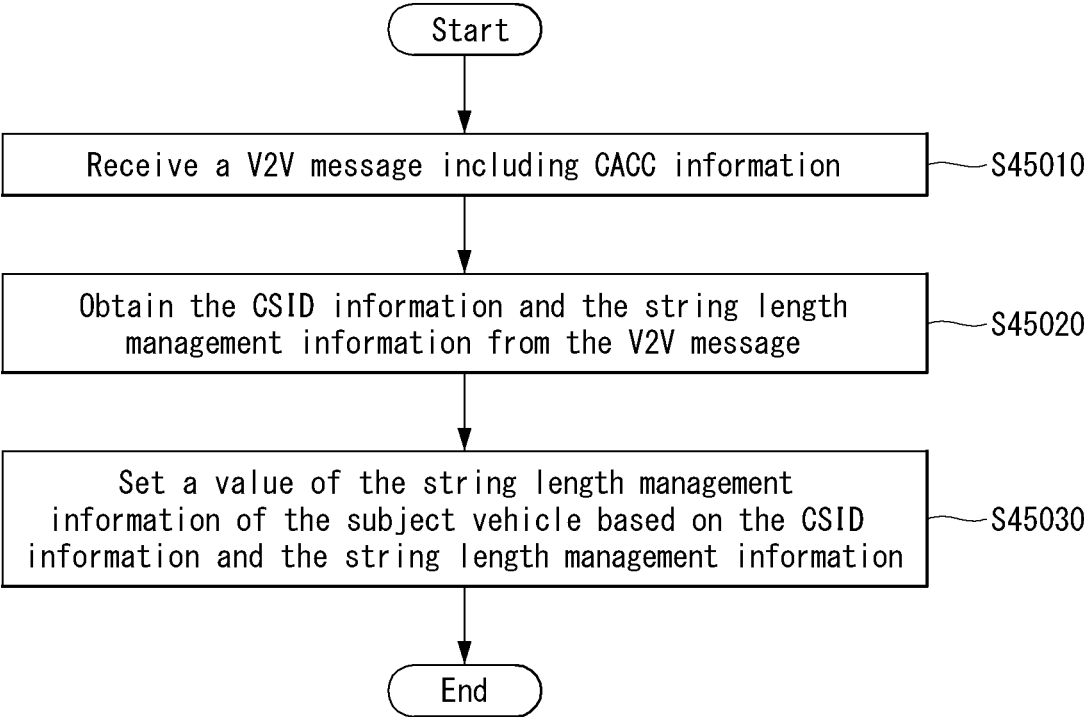 Start
Receive a V2V message including CACC information
S45010
Obtain the CSID information and the string length
management information from the V2V message
S45020
Set a value of the string length management
information of the subject vehicle based on the CSID
information and the string length management information
S45030
End